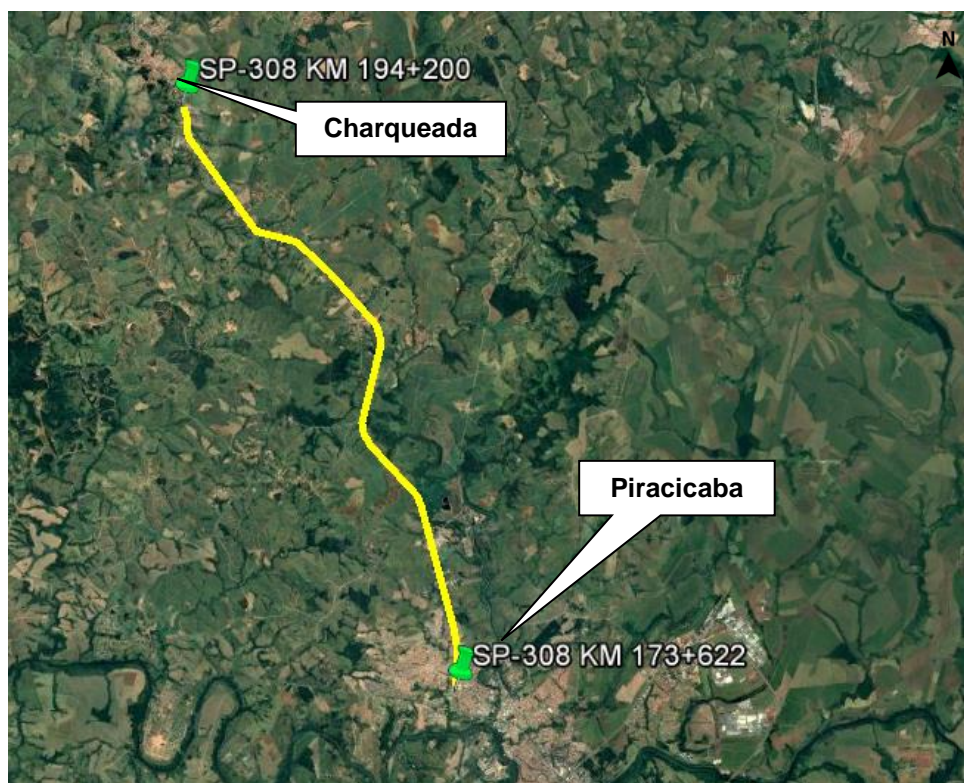 N
SP-308 KM 194+200
Charqueada
Piracicaba
SP-308 KM 173+622